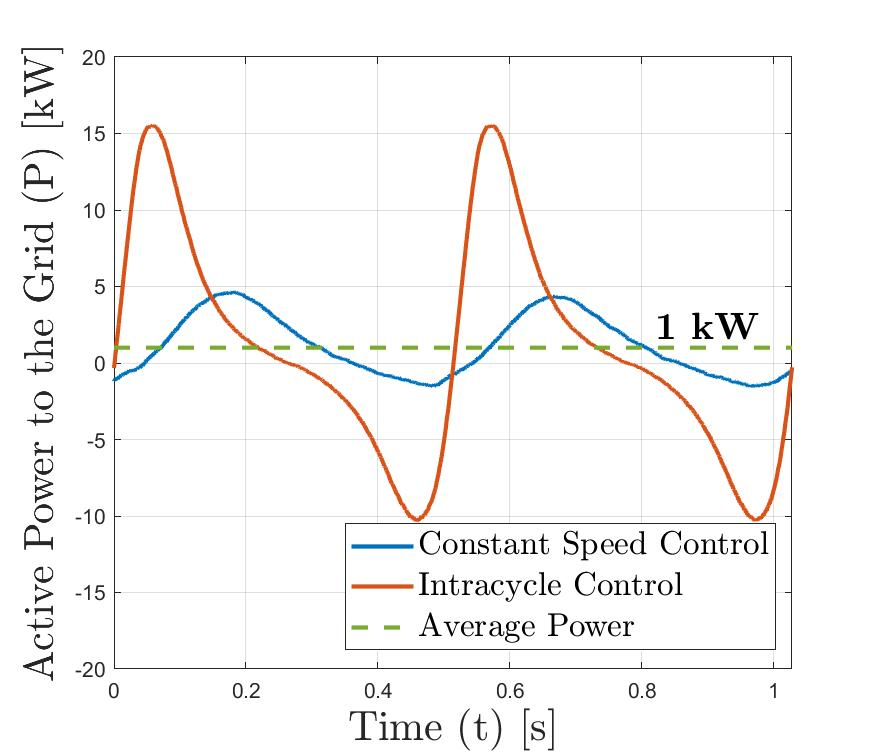 Active Power to the Grid (P) [kW]
20
15
10
5
0
-5
-10
-15
-20
1 kW
Constant Speed Control
Intracycle Control
Average Power
0 0.2 0.4 0.6 0.8 1
Time (t) [s]